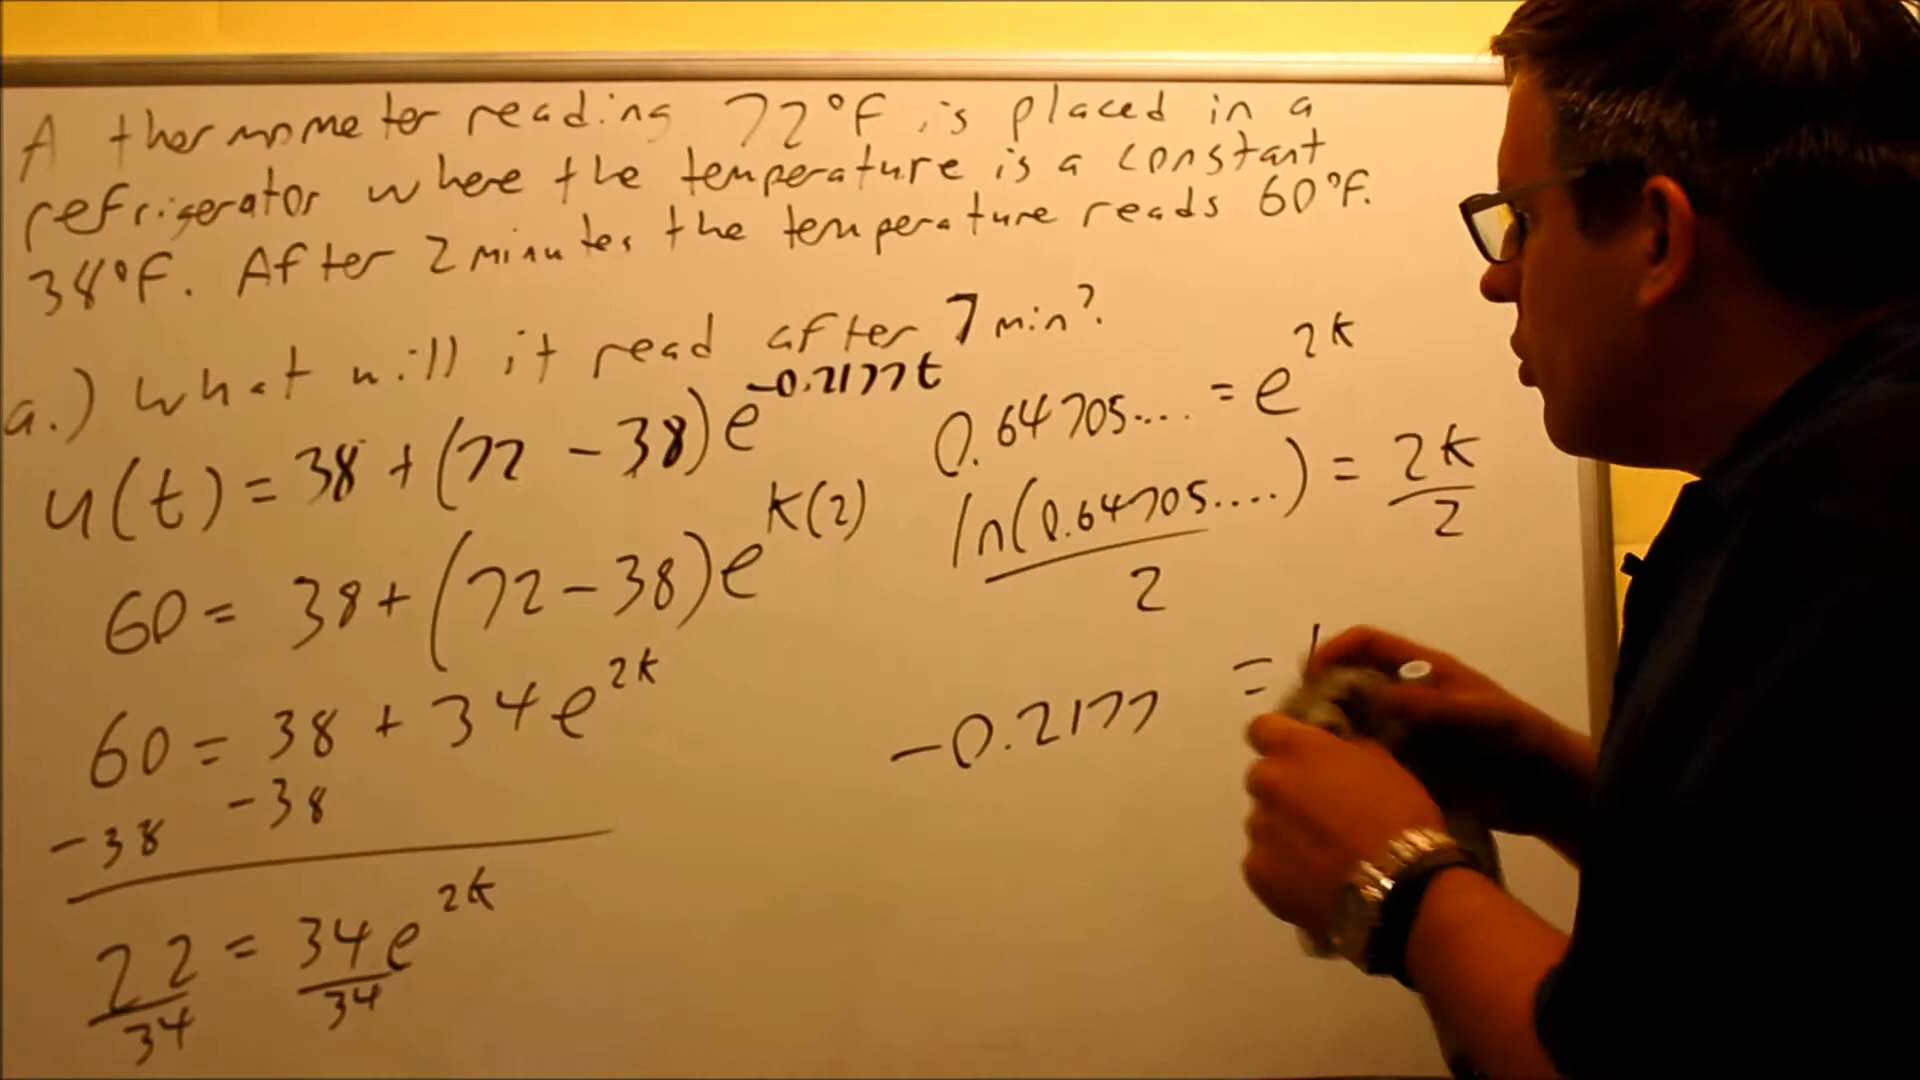 A thermometer reading 72°F is placed in a
refrigerator where the temperature is a constant
38°F. After 2 minutes the temperature reads 60°F.
a.) what will it read after 7 min?
u(t) = 38 + (72 - 38)e^-0.2177t
60 = 38 + (72 - 38)e^k(2)
60 = 38 + 34e^2k
-38 -38
22 = 34e^2k
34 34
0.64705... = e^2k
ln(0.64705....) = 2k
2 2
-0.2177 =